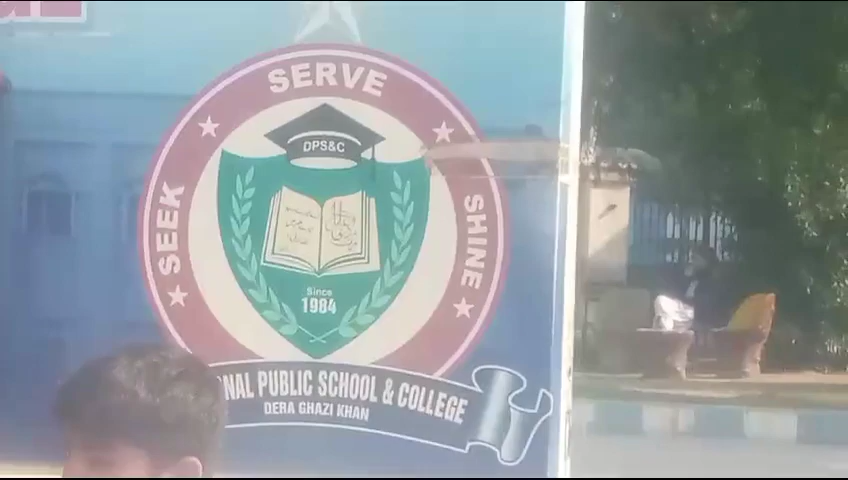 SEEK
SERVE
SHINE
DPS&C
Since
1984
NAL PUBLIC SCHOOL & COLLEGE
DERA GHAZI KHAN